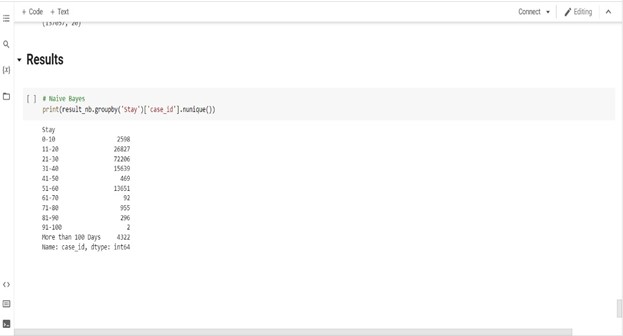 + Code + Text
Connect
Editing
(137057, 20)
Results
[ ] # Naive Bayes
print(result_nb.groupby('Stay')['case_id'].nunique())
Stay
0-10 2598
11-20 26827
21-30 72206
31-40 15639
41-50 469
51-60 13651
61-70 92
71-80 955
81-90 296
91-100 2
More than 100 Days 4322
Name: case_id, dtype: int64